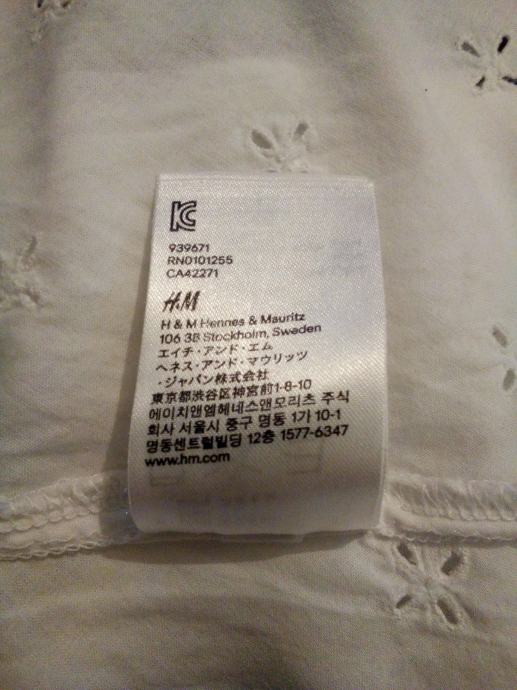 KC
939671
RN0101255
CA42271
H&M
H & M Hennes & Mauritz
106 38 Stockholm, Sweden
エイチ・アンド・エム
ヘネス・アンド・マウリッツ
・ジャパン株式会社
東京都渋谷区神宮前1-8-10
에이치앤엠헤네스앤모리츠 주식
회사 서울시 중구 명동 1가 10-1
명동센트럴빌딩 12층 1577-6347
www.hm.com